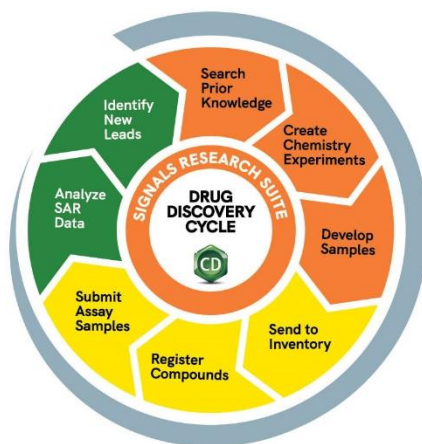 Search
Prior
Knowledge
Create
Chemistry
Experiments
Develop
Samples
Send to
Inventory
Register
Compounds
Submit
Assay
Samples
Analyze
SAR
Data
Identify
New
Leads
SIGNALS RESEARCH SUITE
DRUG
DISCOVERY
CYCLE
CD